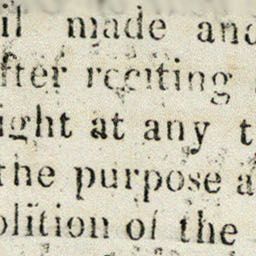 il made and
fter reciting
ight at any t
the purpose a
olition of the